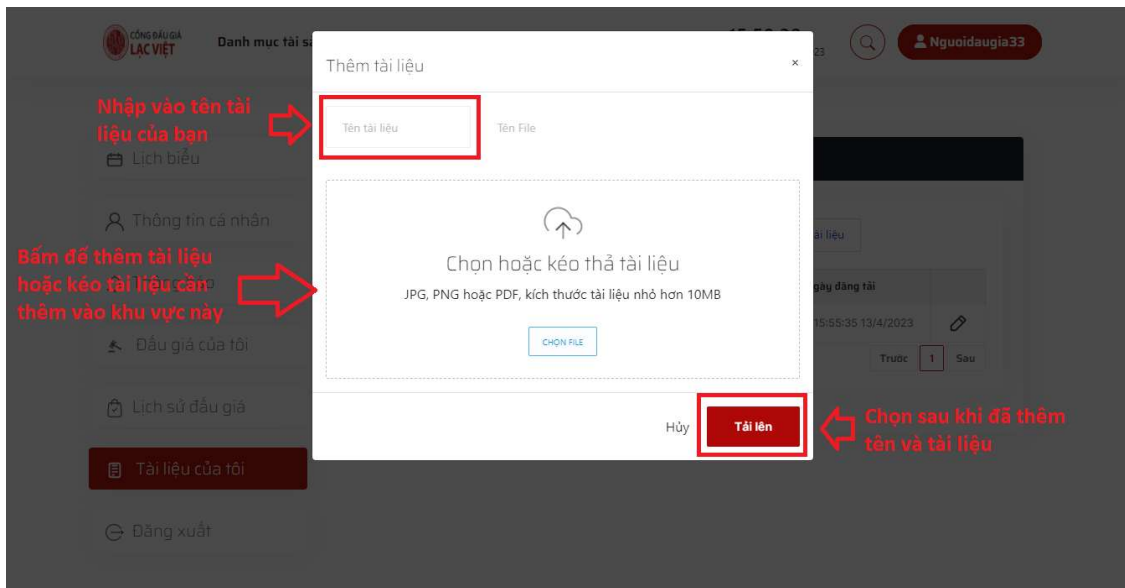 CỔNG ĐẤU GIÁ
LẠC VIỆT
Danh mục tài
23
Nguoidaugia33
Thêm tài liệu
×
Nhập vào tên tài
liệu của bạn
Tên tài liệu
Tên File
Lịch biểu
Thông tin cá nhân
ài liệu
Chọn hoặc kéo thả tài liệu
JPG, PNG hoặc PDF, kích thước tài liệu nhỏ hơn 10MB
Bấm để thêm tài liệu
hoặc kéo tài liệu cần
thêm vào khu vực này
gày đăng tải
15:55:35 13/4/2023
CHỌN FILE
Đấu giá của tôi
Trước 1 Sau
Lịch sử đấu giá
Hủy
Tải lên
Chọn sau khi đã thêm
tên và tài liệu
Tài liệu của tôi
Đăng xuất